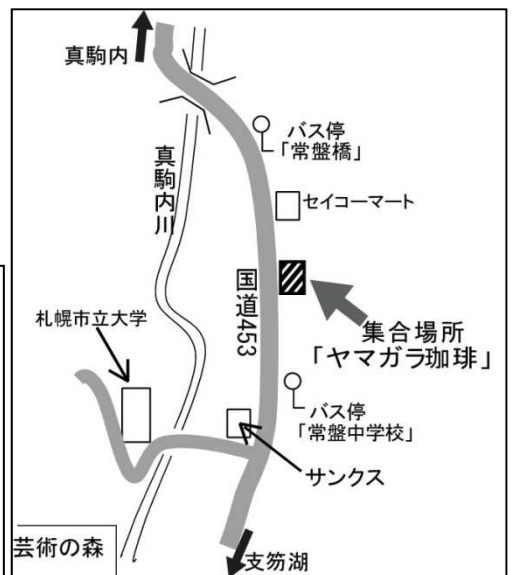 真駒内
バス停
「常盤橋」
真駒内川
セイコーマート
国道453
札幌市立大学
集合場所
「ヤマガラ珈琲」
バス停
「常盤中学校」
サンクス
芸術の森
支笏湖